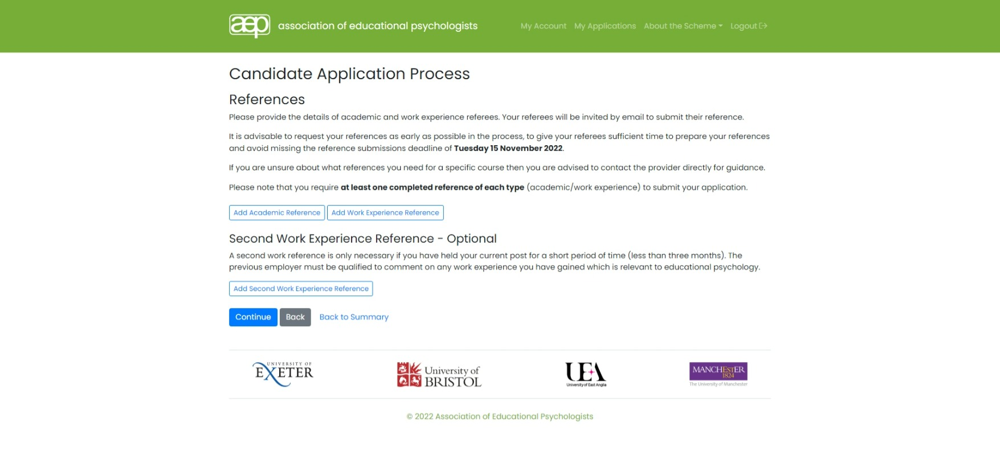 aep association of educational psychologists My Account My Applications About the Scheme Logout
Candidate Application Process
References
Please provide the details of academic and work experience referees. Your referees will be invited by email to submit their reference.
It is advisable to request your references as early as possible in the process, to give your referees sufficient time to prepare your references
and avoid missing the reference submissions deadline of Tuesday 15 November 2022.
If you are unsure about what references you need for a specific course then you are advised to contact the provider directly for guidance.
Please note that you require at least one completed reference of each type (academic/work experience) to submit your application.
Add Academic Reference Add Work Experience Reference
Second Work Experience Reference - Optional
A second work reference is only necessary if you have held your current post for a short period of time (less than three months). The
previous employer must be qualified to comment on any work experience you have gained which is relevant to educational psychology.
Add Second Work Experience Reference
Continue Back Back to Summary
UNIVERSITY OF
EXETER
University of
BRISTOL
UEA
University of East Anglia
MANCHESTER
1824
The University of Manchester
© 2022 Association of Educational Psychologists